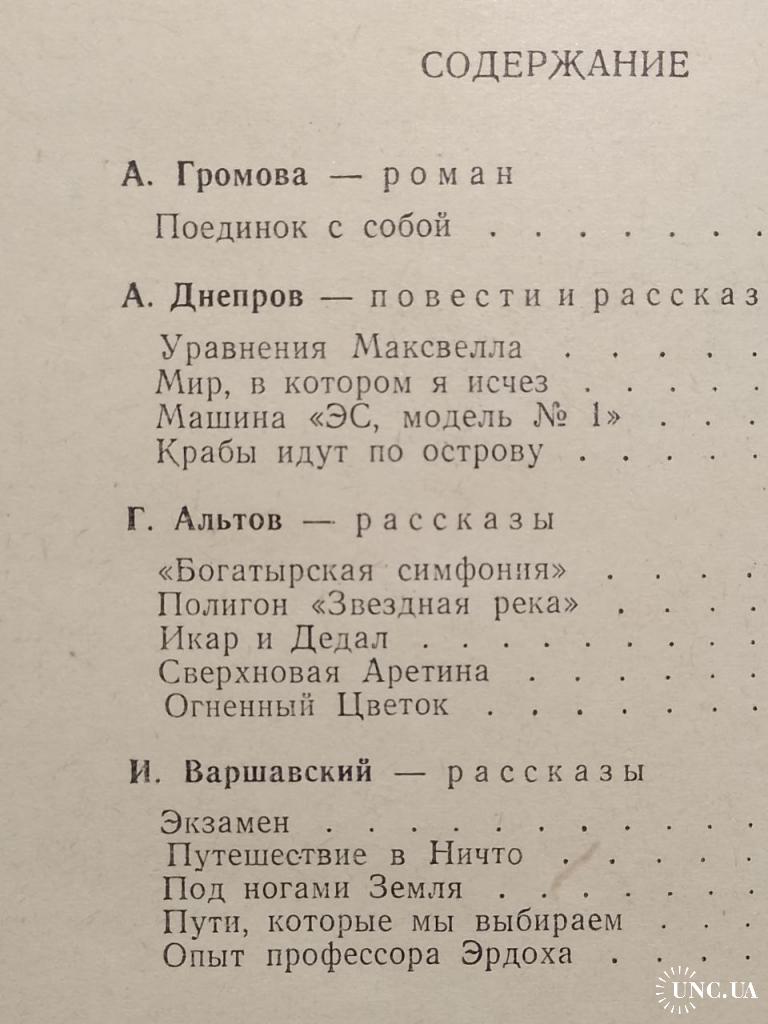 СОДЕРЖАНИЕ
А. Громова — роман
Поединок с собой . . . . . . .
А. Днепров — повести и рассказ
Уравнения Максвелла . . . . .
Мир, в котором я исчез . . . . .
Машина «ЭС, модель № 1» . . .
Крабы идут по острову . . . . .
Г. Альтов — рассказы
«Богатырская симфония» . . . .
Полигон «Звездная река» . . . .
Икар и Дедал . . . . . . . . .
Сверхновая Аретина . . . . . .
Огненный Цветок . . . . . . .
И. Варшавский — рассказы
Экзамен . . . . . . . . . . .
Путешествие в Ничто . . . . .
Под ногами Земля . . . . . . .
Пути, которые мы выбираем . . .
Опыт профессора Эрдоха . . . .
UNC.UA